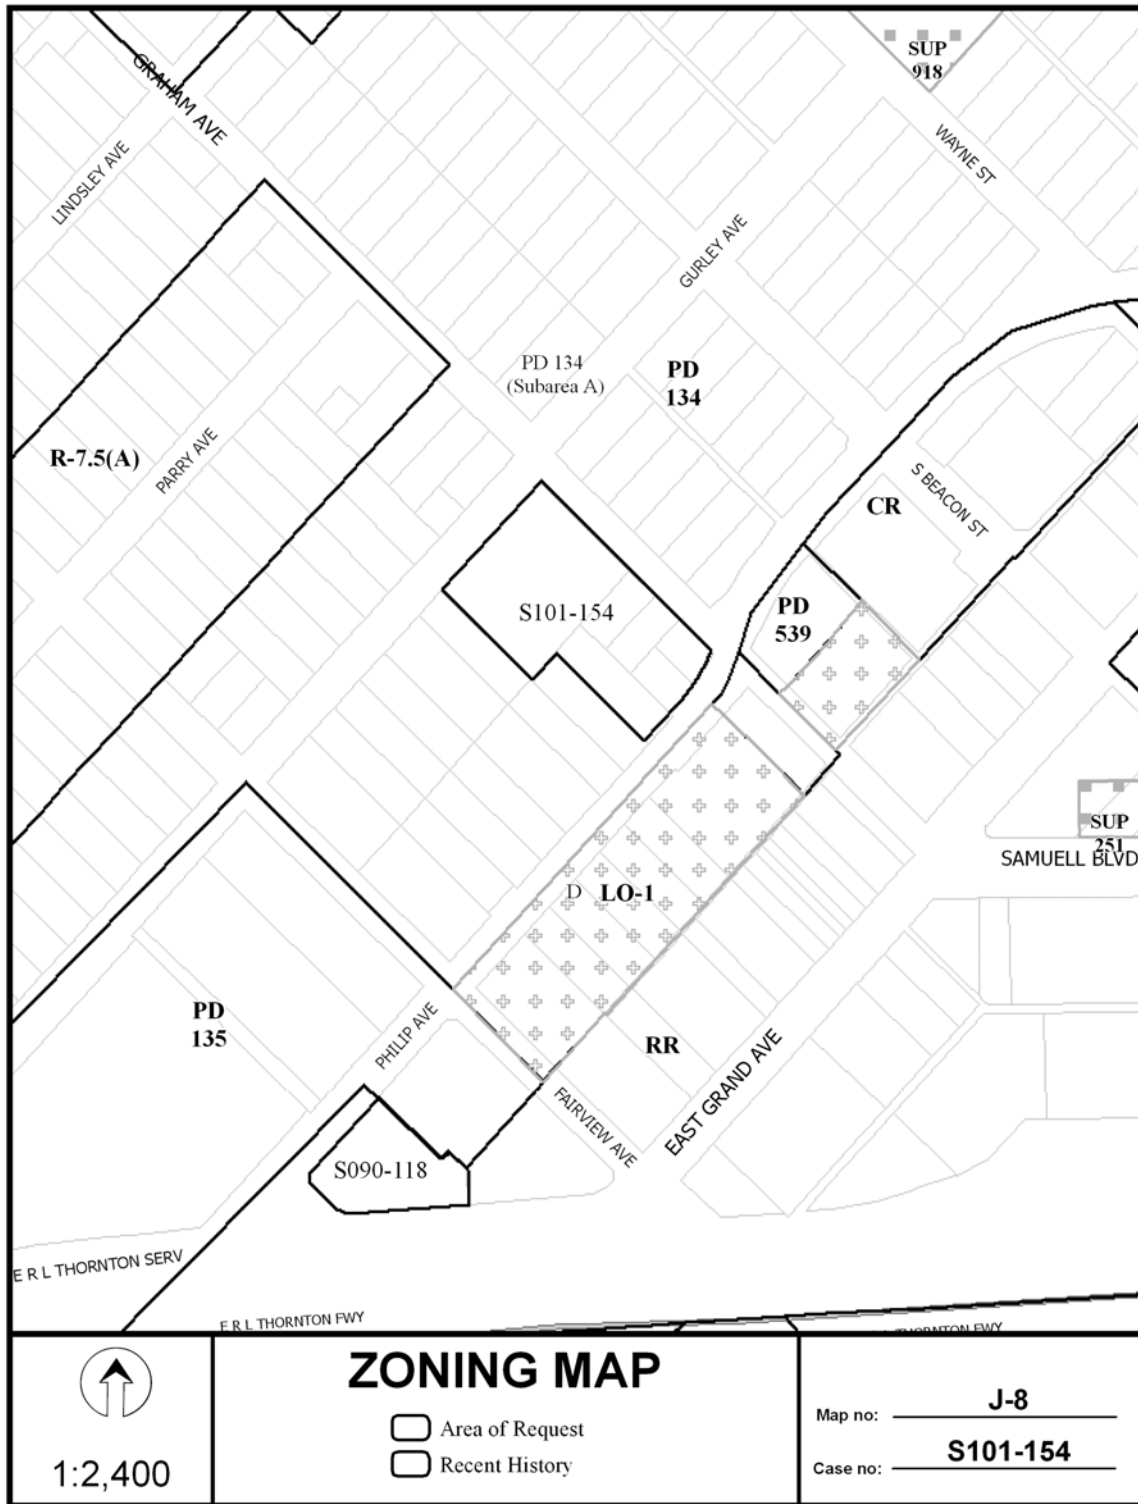 SUP
918
GRAHAM AVE
LINDSLEY AVE
WAYNE ST
GURLEY AVE
PD 134
(Subarea A)
PD
134
R-7.5(A)
PARRY AVE
CR
S BEACON ST
S101-154
PD
539
SUP
251
SAMUELL BLVD
D LO-1
PD
135
PHILIP AVE
RR
EAST GRAND AVE
FAIRVIEW AVE
S090-118
E R L THORNTON SERV
E R L THORNTON FWY
THORNTON FWY
ZONING MAP
Area of Request
Recent History
1:2,400
Map no: J-8
Case no: S101-154